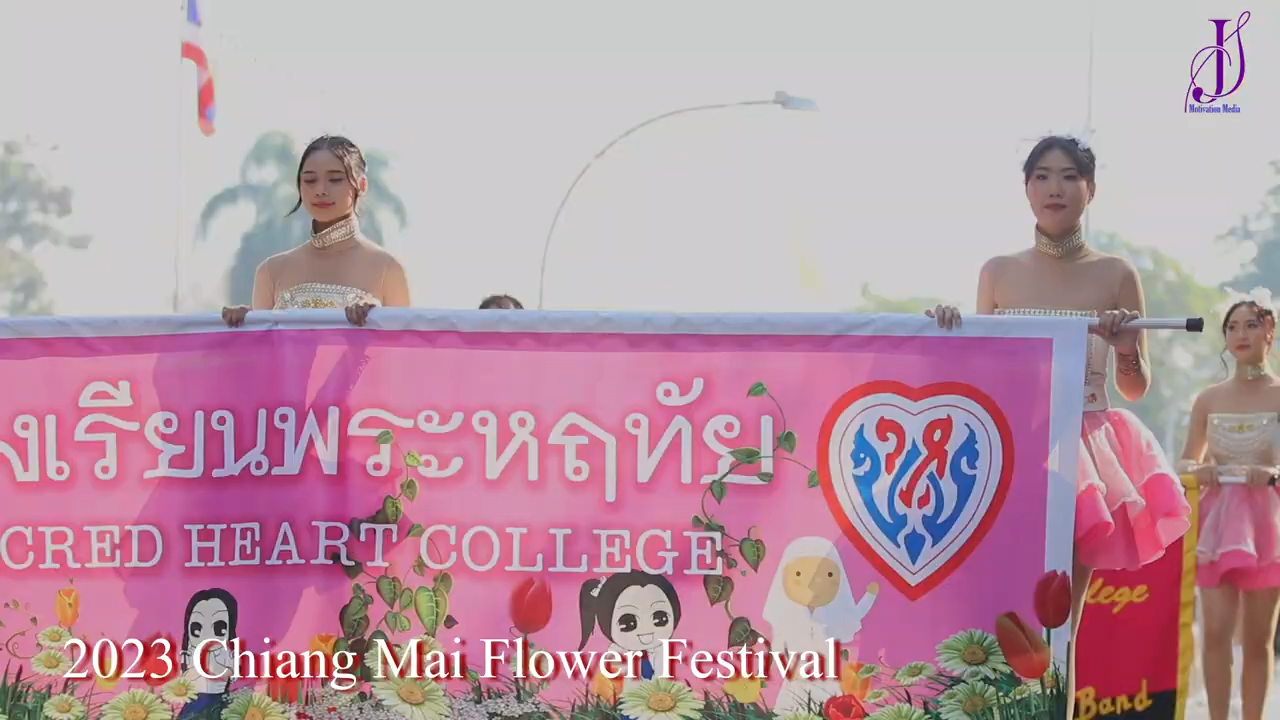 J S
Motivation Media
งเรียนพระหฤทัย
CRED HEART COLLEGE
llege
Band
2023 Chiang Mai Flower Festival